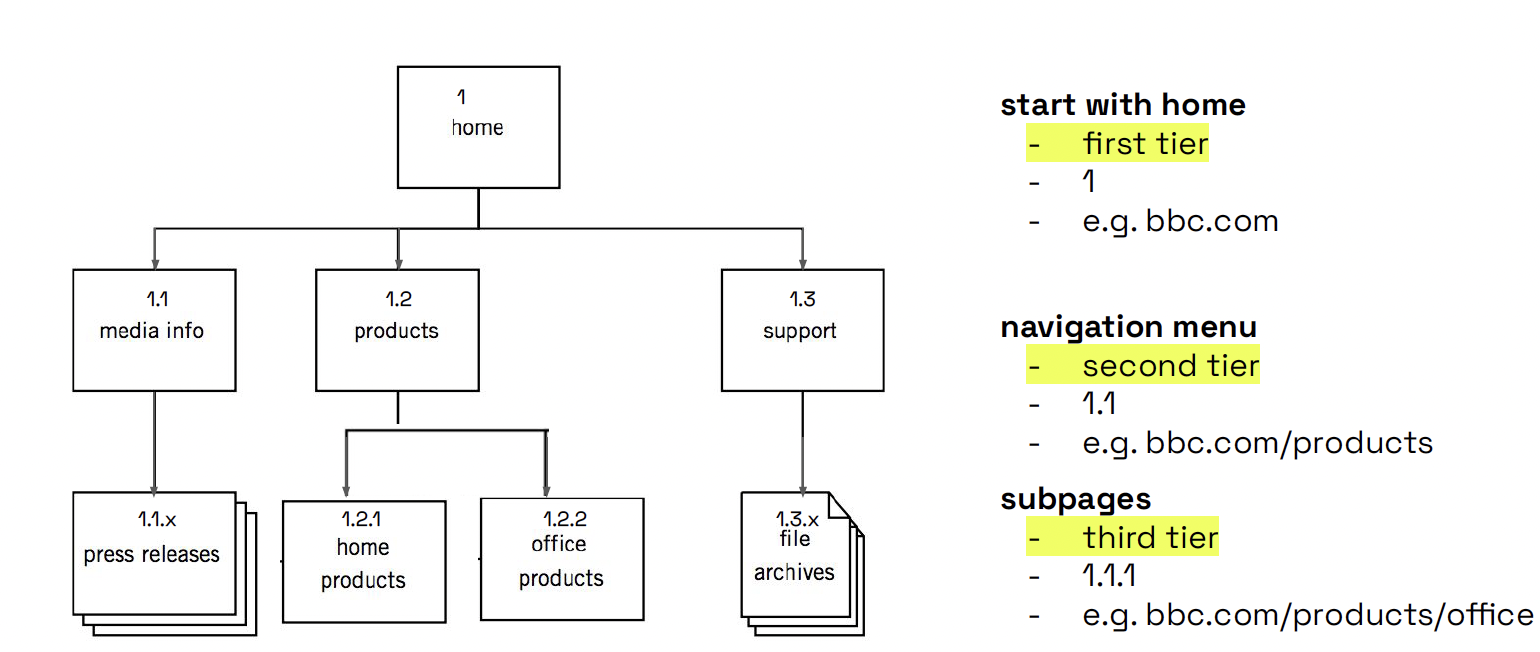 1
home
1.1
media info
1.2
products
1.3
support
1.1.x
press releases
1.2.1
home
products
1.2.2
office
products
1.3.x
file
archives
start with home
- first tier
- 1
- e.g. bbc.com
navigation menu
- second tier
- 1.1
- e.g. bbc.com/products
subpages
- third tier
- 1.1.1
- e.g. bbc.com/products/office